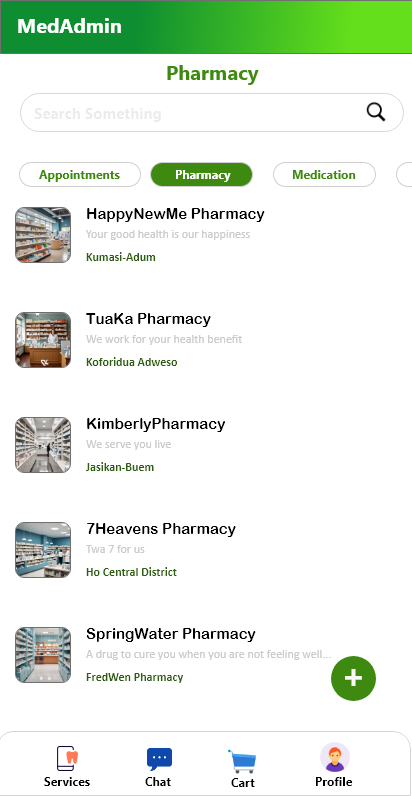 MedAdmin
Pharmacy
Search Something
Appointments
Pharmacy
Medication
HappyNewMe Pharmacy
Your good health is our happiness
Kumasi-Adum
TuaKa Pharmacy
We work for your health benefit
Koforidua Adweso
KimberlyPharmacy
We serve you live
Jasikan-Buem
7Heavens Pharmacy
Twa 7 for us
Ho Central District
SpringWater Pharmacy
A drug to cure you when you are not feeling well...
FredWen Pharmacy
+
Services
Chat
Cart
Profile